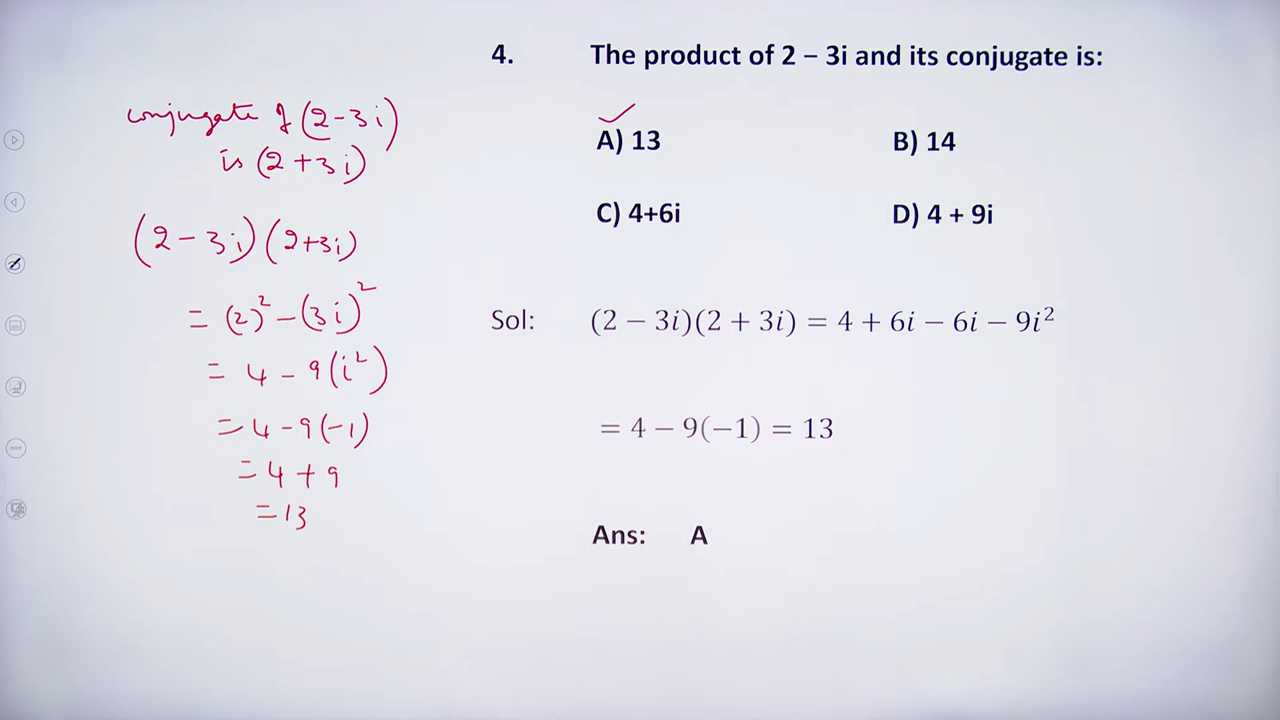 4. The product of 2 – 3i and its conjugate is:
conjugate of (2-3i)
is (2+3i)
A) 13 B) 14
C) 4+6i D) 4 + 9i
(2-3i)(2+3i)
= (2)² - (3i)²
= 4 - 9(i²)
= 4 - 9(-1)
= 4 + 9
= 13
Sol: (2 − 3i)(2 + 3i) = 4 + 6i − 6i − 9i²
= 4 − 9(−1) = 13
Ans: A